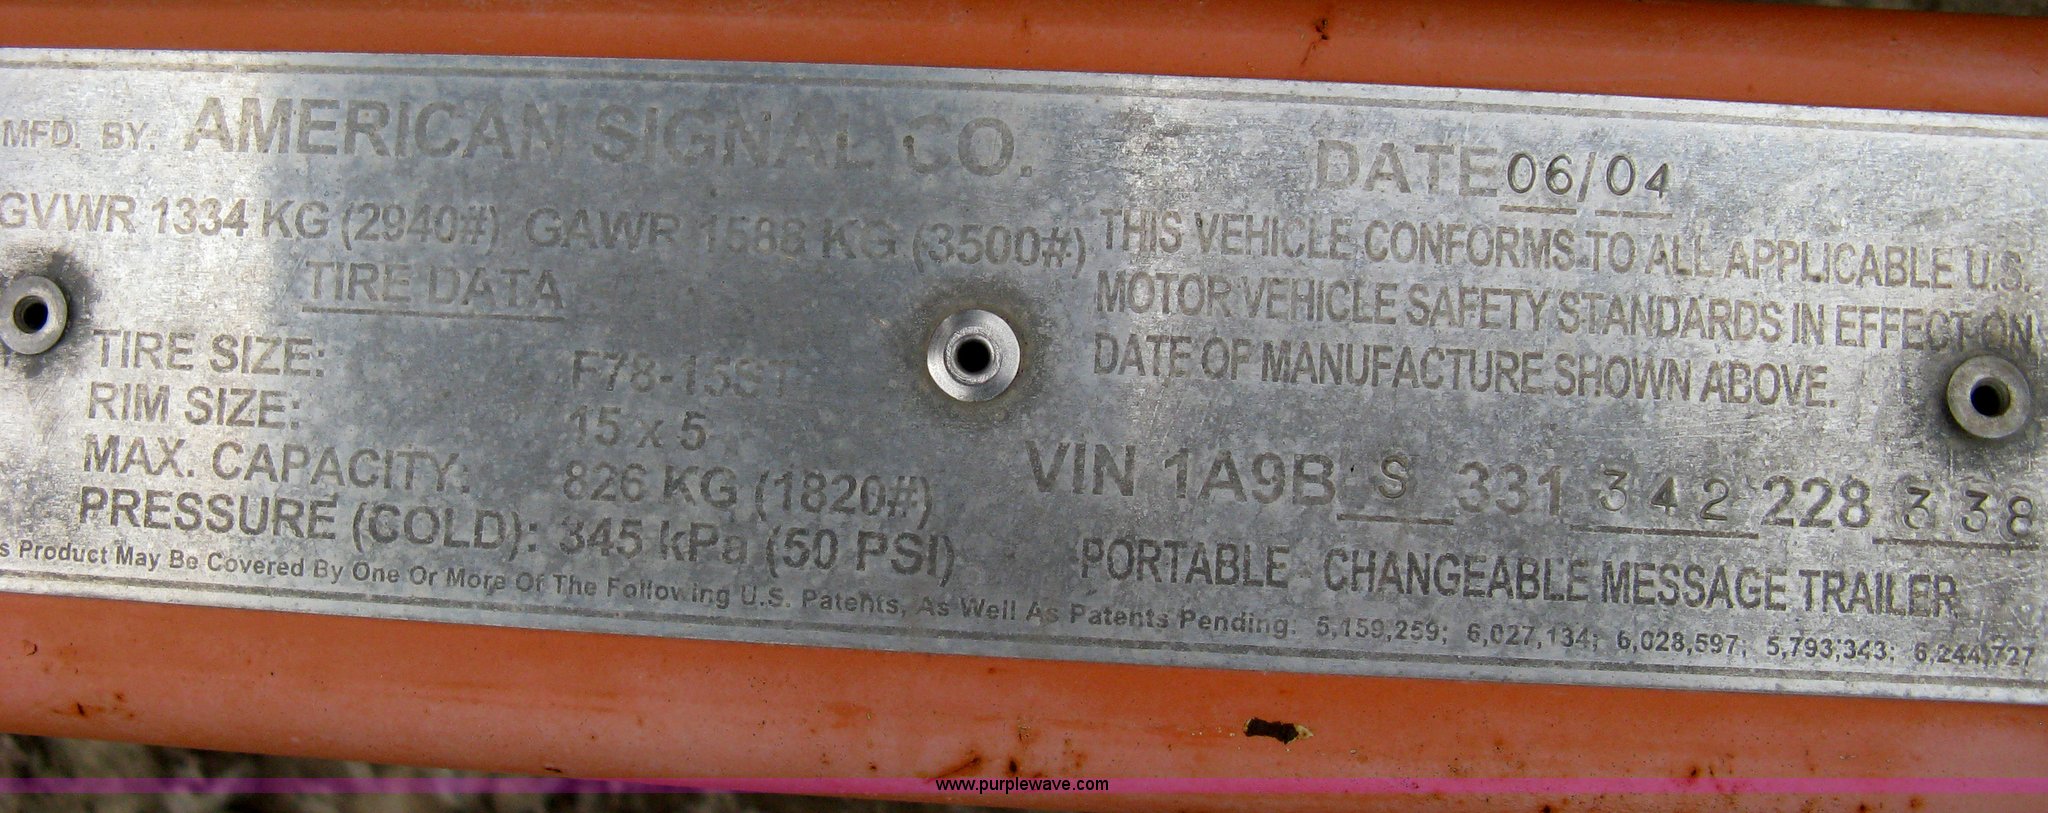 MFD. BY: AMERICAN SIGNAL CO.
DATE 06/04
GVWR 1334 KG (2940#) GAWR 1588 KG (3500#)
THIS VEHICLE CONFORMS TO ALL APPLICABLE U.S.
MOTOR VEHICLE SAFETY STANDARDS IN EFFECT ON
DATE OF MANUFACTURE SHOWN ABOVE.
TIRE DATA
TIRE SIZE: F78-15ST
RIM SIZE: 15 x 5
MAX. CAPACITY: 826 KG (1820#)
PRESSURE (COLD): 345 kPa (50 PSI)
VIN 1A9B S 331 342 228 338
PORTABLE CHANGEABLE MESSAGE TRAILER
s Product May Be Covered By One Or More Of The Following U.S. Patents, As Well As Patents Pending: 5,159,259; 6,027,134; 6,028,597; 5,793,343; 6,244,727
www.purplewave.com